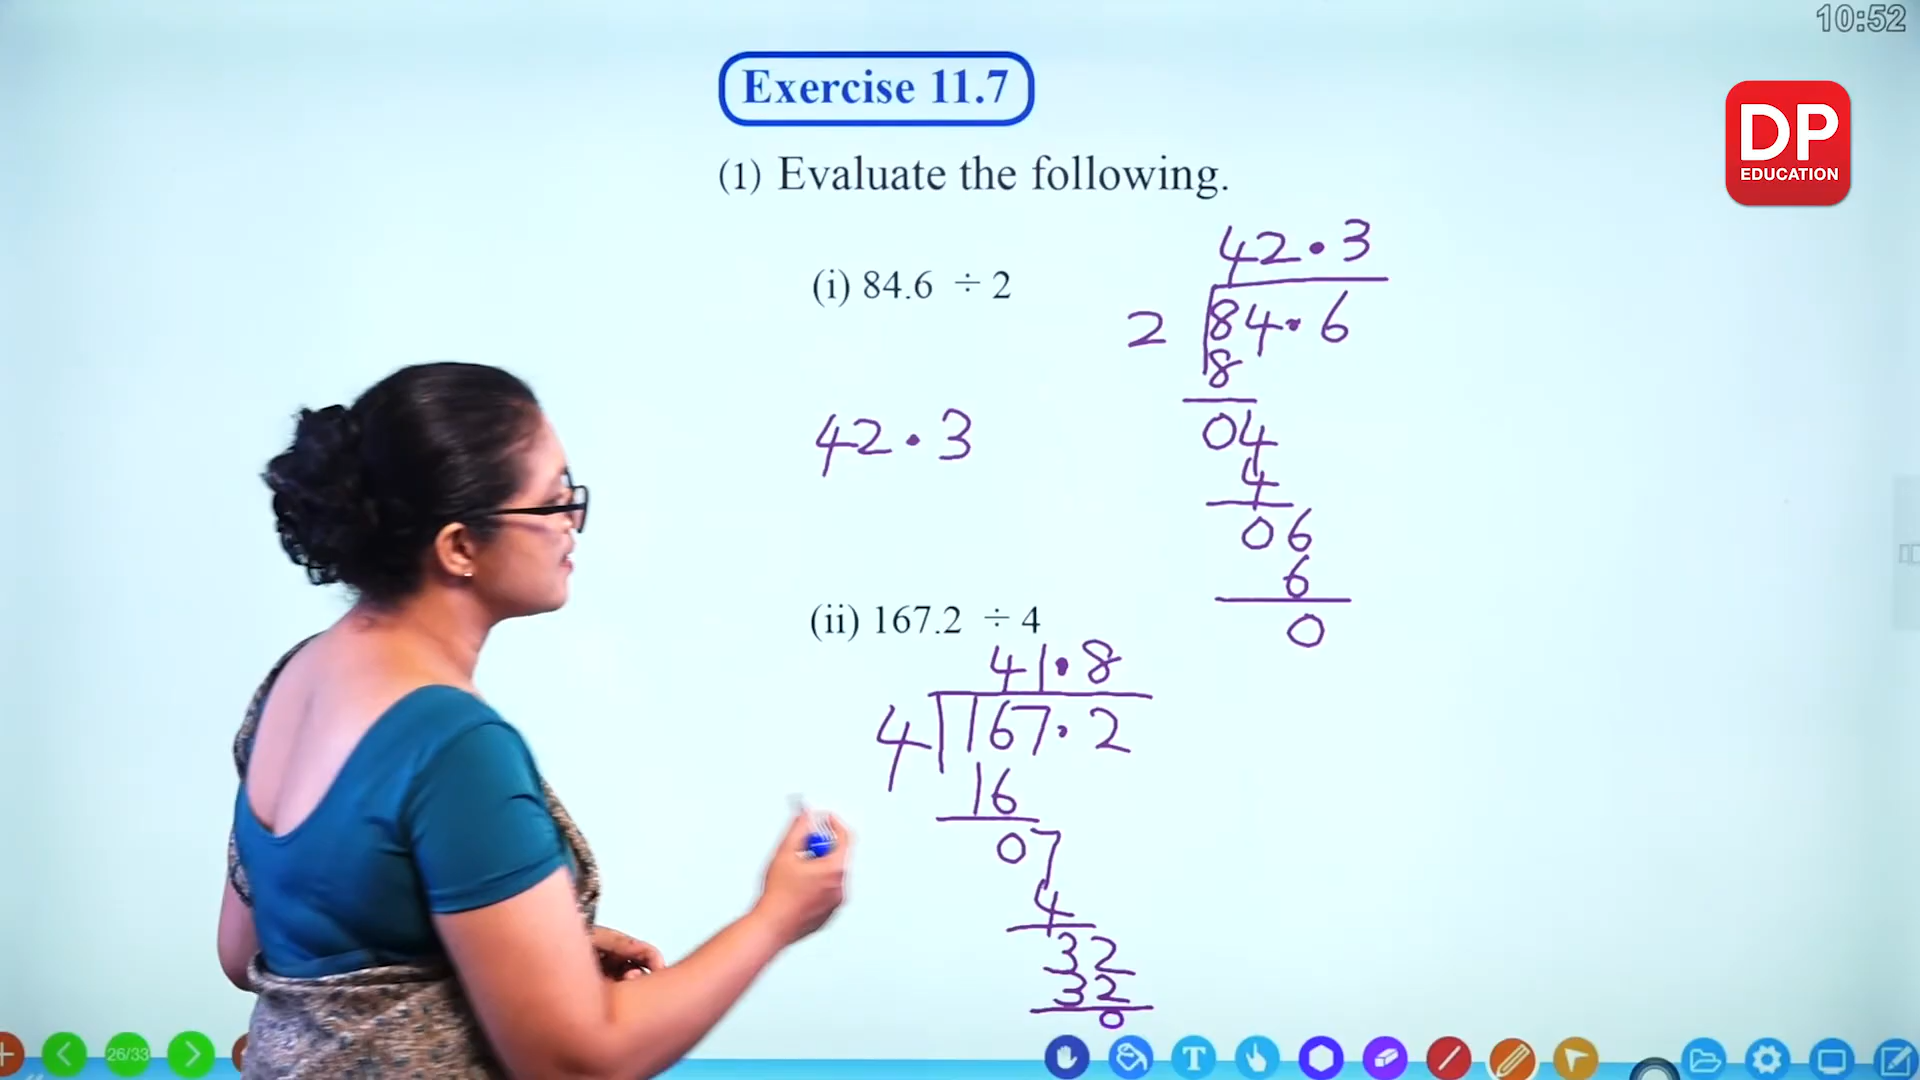 10:52
DP
EDUCATION
Exercise 11.7
(1) Evaluate the following.
(i) 84.6 ÷ 2
42.3
42.3
2 84.6
8
04
4
06
6
0
(ii) 167.2 ÷ 4
41.8
4 167.2
16
07
4
32
32
0
26/33
T